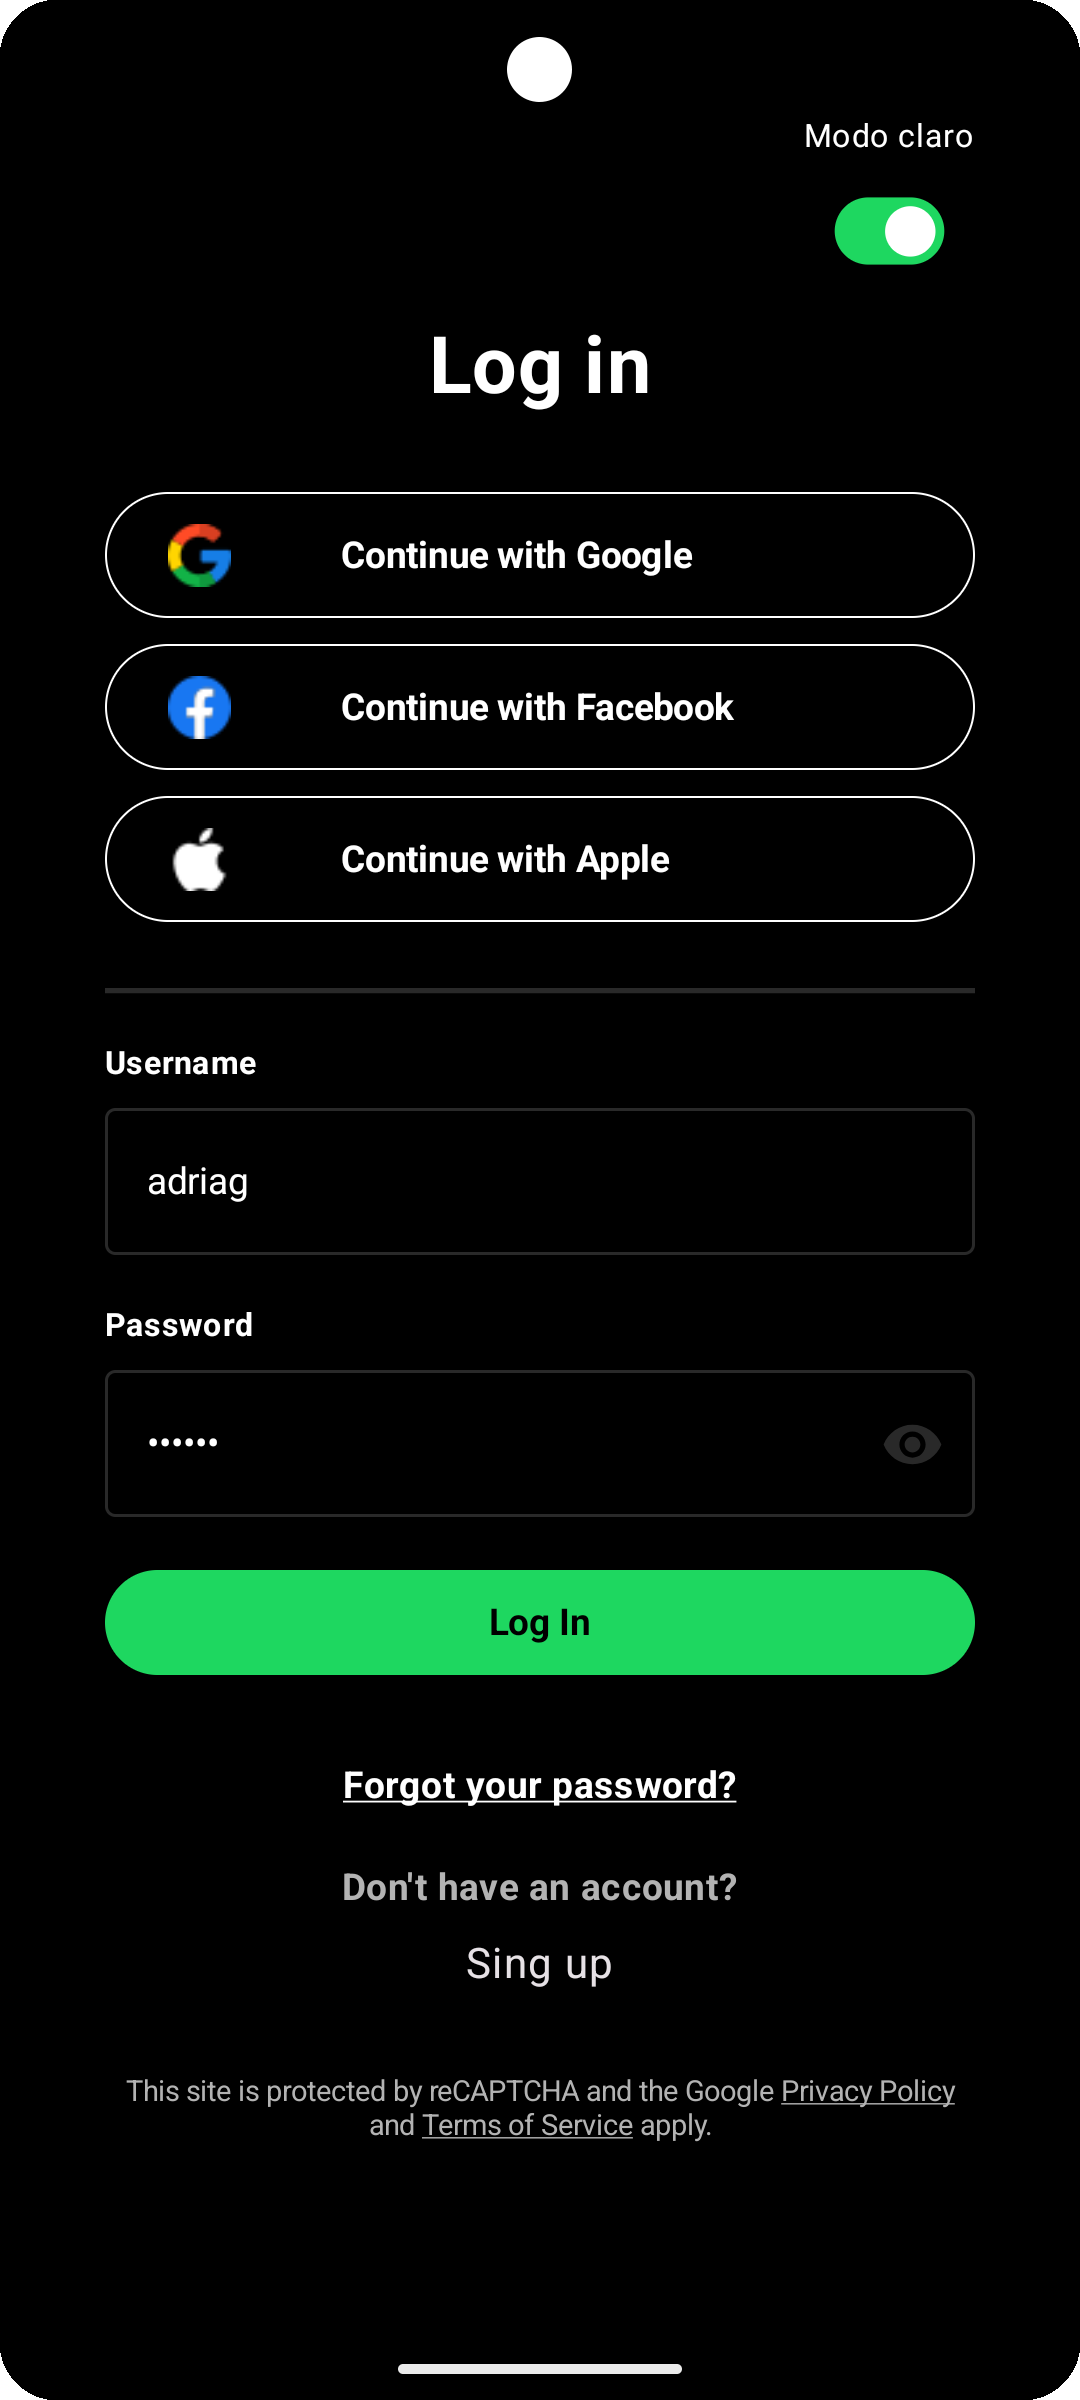 Modo claro
Log in
Continue with Google
Continue with Facebook
Continue with Apple
Username
adriag
Password
••••••
Log In
Forgot your password?
Don't have an account?
Sing up
This site is protected by reCAPTCHA and the Google Privacy Policy
and Terms of Service apply.